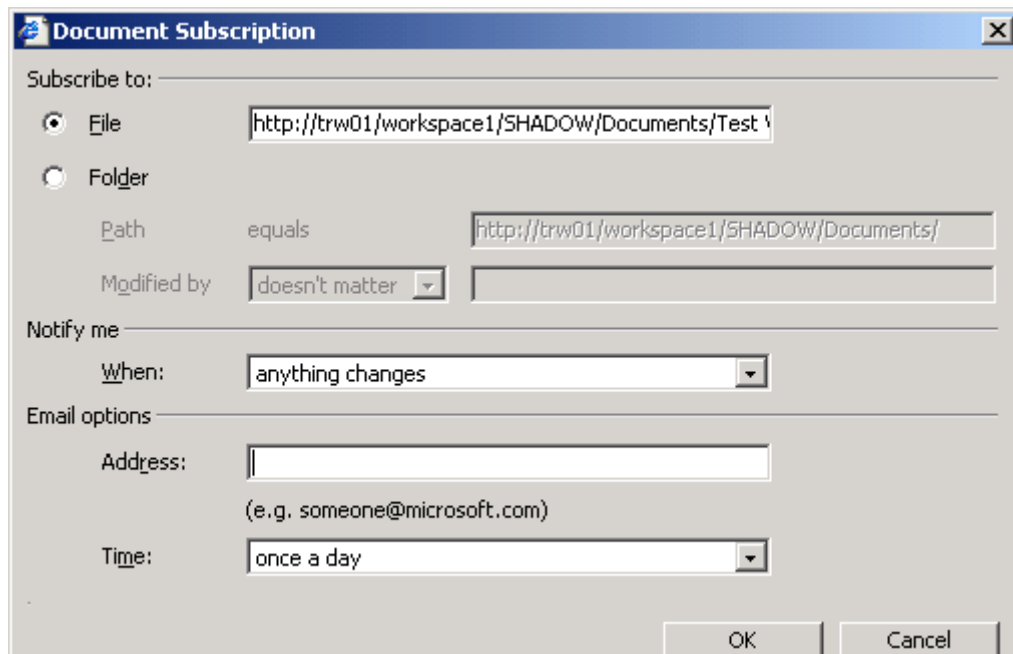 Document Subscription
Subscribe to:
File http://trw01/workspace1/SHADOW/Documents/Test
Folder
Path equals http://trw01/workspace1/SHADOW/Documents/
Modified by doesn't matter
Notify me
When: anything changes
Email options
Address:
(e.g. someone@microsoft.com)
Time: once a day
OK Cancel